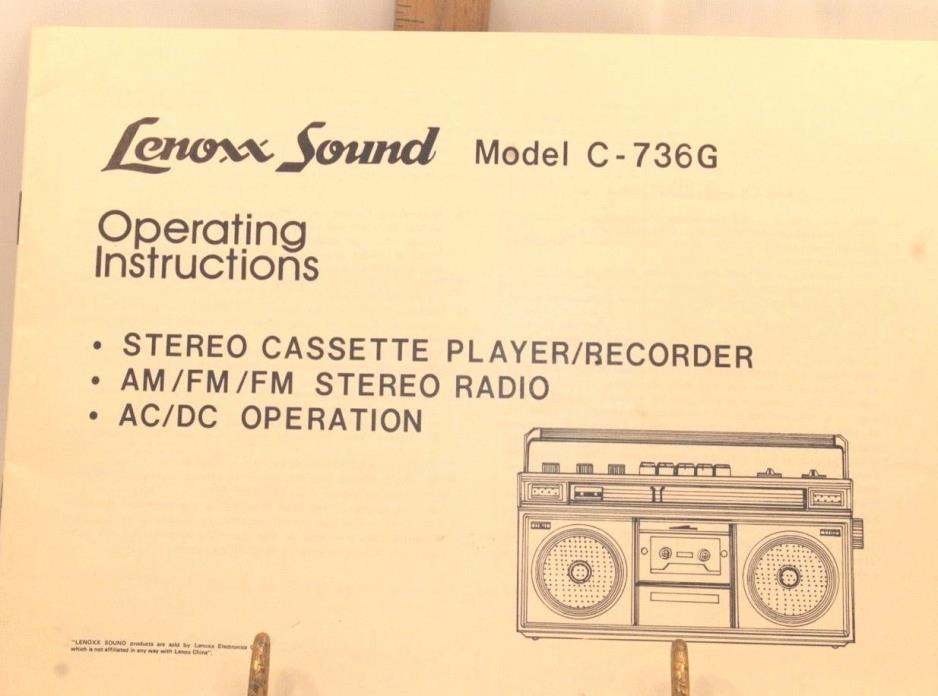 Lenoxx Sound Model C-736G
Operating
Instructions
• STEREO CASSETTE PLAYER/RECORDER
• AM/FM/FM STEREO RADIO
• AC/DC OPERATION
"LENOXX SOUND products are sold by Lenoxx Electronics
which is not affiliated in any way with Lenox China".